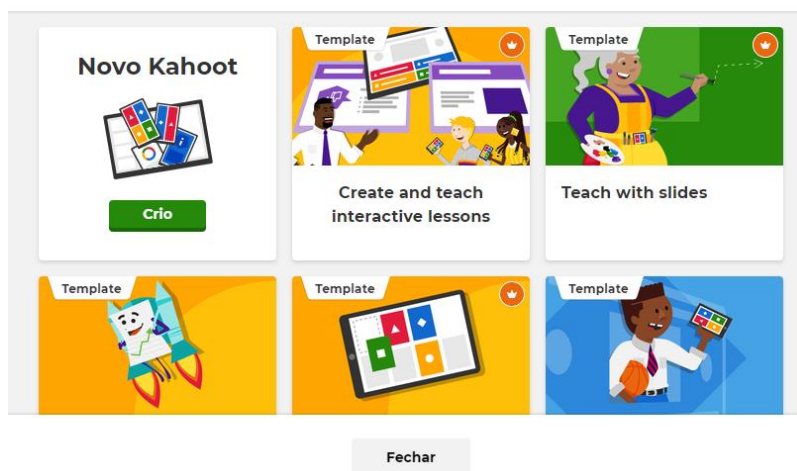 Novo Kahoot
Crio
Template
Create and teach
interactive lessons
Template
Teach with slides
Template
Template
Template
Fechar